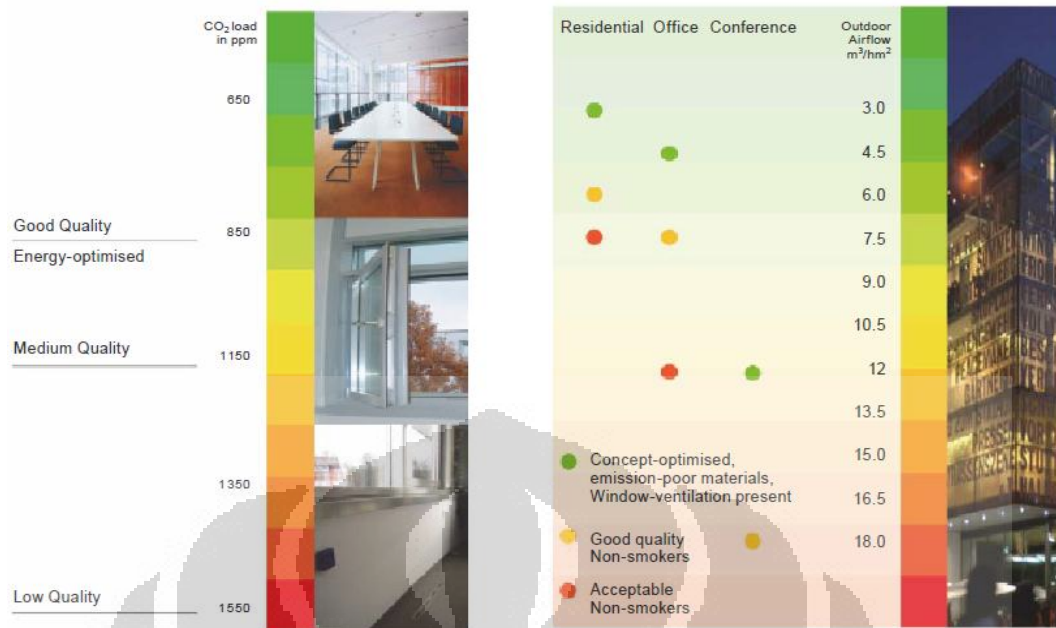 CO₂ load
in ppm
650
Good Quality
850
Energy-optimised
Medium Quality
1150
1350
Low Quality
1550
Residential Office Conference
Outdoor
Airflow
m³/hm²
3.0
4.5
6.0
7.5
9.0
10.5
12
13.5
15.0
16.5
18.0
Concept-optimised,
emission-poor materials,
Window-ventilation present
Good quality
Non-smokers
Acceptable
Non-smokers